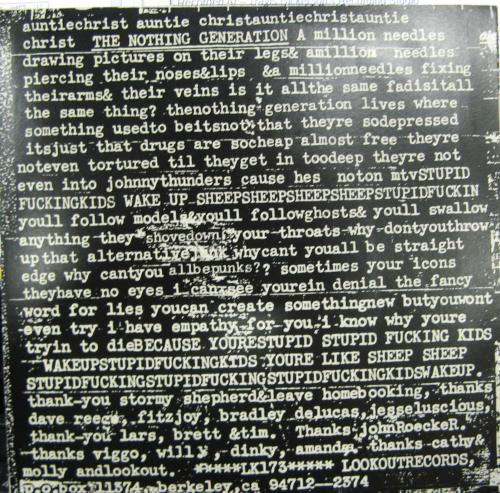 auntiechrist auntie christauntiechristauntie
christ THE NOTHING GENERATION A million needles
drawing pictures on their legs& amillion needles
piercing their noses&lips &a millionneedles fixing
theirarms& their veins is it allthe same fadisitall
the same thing? thenothing generation lives where
something usedto beitsnot that theyre sodepressed
itsjust that drugs are socheap almost free theyre
noteven tortured til theyget in toodeep theyre not
even into johnnythunders cause hes noton mtvSTUPID
FUCKINGKIDS WAKE UP SHEEPSHEEPSHEEPSHEEPSTUPIDFUCKIN
youll follow models&youll followghosts& youll swallow
anything they shovedown your throats why dontyouthrow
up that alternative junk whycant youall be straight
edge why cantyou allbepunks?? sometimes your icons
theyhave no eyes i can see yourein denial the fancy
word for lies youcan create somethingnew butyouwont
even try i have empathy for you i know why youre
tryin to dieBECAUSE YOURESTUPID STUPID FUCKING KIDS
WAKEUPSTUPIDFUCKINGKIDS YOURE LIKE SHEEP SHEEP
STUPIDFUCKINGSTUPIDFUCKINGSTUPIDFUCKINGKIDSWAKEUP.
thank-you stormy shepherd&leave homebooking, thanks
dave reece, fitzjoy, bradley delucas, jesseluscious,
thank-you lars, brett &tim. Thanks johnRoeckeR.
thanks viggo, will, dinky, amanda, thanks cathy&
molly andlookout. *****LK173***** LOOKOUTRECORDS,
p.o.box11374 berkeley,ca 94712-2374